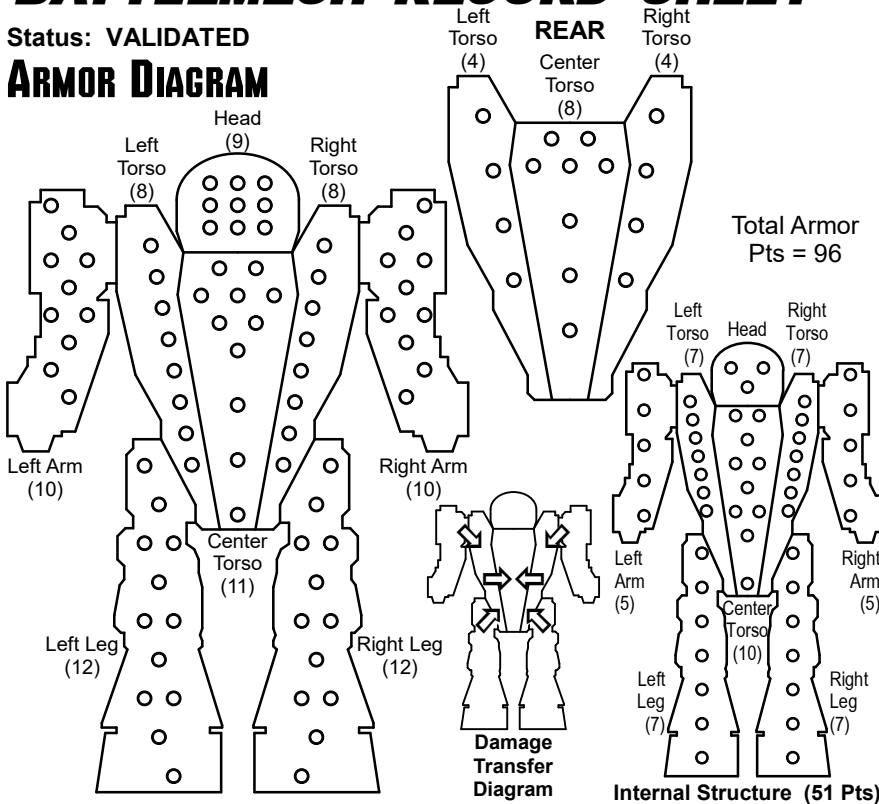 BATTLEMECH RECORD SHEET
Status: VALIDATED
ARMOR DIAGRAM
Head
(9)
Left
Torso
(8)
Right
Torso
(8)
Left Arm
(10)
Right Arm
(10)
Center
Torso
(11)
Left Leg
(12)
Right Leg
(12)
REAR
Left
Torso
(4)
Center
Torso
(8)
Right
Torso
(4)
Total Armor
Pts = 96
Left
Torso
(7)
Head
Right
Torso
(7)
Left
Arm
(5)
Right
Arm
(5)
Center
Torso
(10)
Left
Leg
(7)
Right
Leg
(7)
Damage
Transfer
Diagram
Internal Structure (51 Pts)